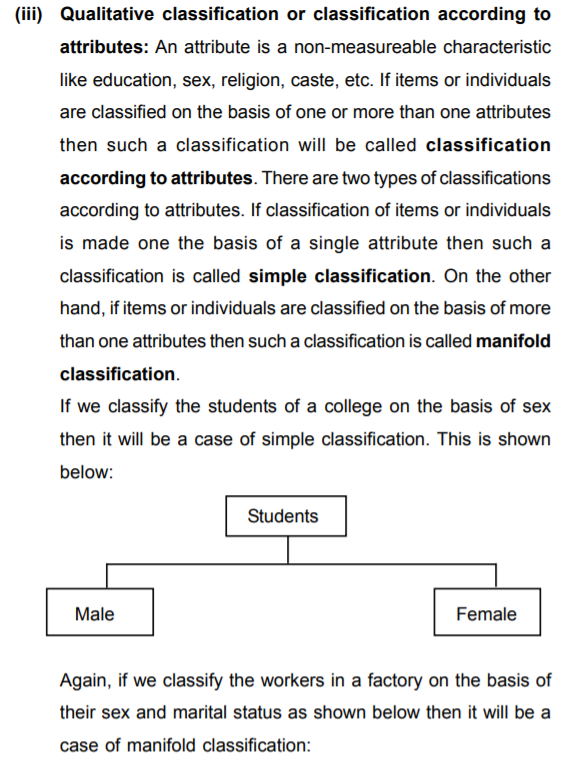 (iii) Qualitative classification or classification according to
attributes: An attribute is a non-measureable characteristic
like education, sex, religion, caste, etc. If items or individuals
are classified on the basis of one or more than one attributes
then such a classification will be called classification
according to attributes. There are two types of classifications
according to attributes. If classification of items or individuals
is made one the basis of a single attribute then such a
classification is called simple classification. On the other
hand, if items or individuals are classified on the basis of more
than one attributes then such a classification is called manifold
classification.
If we classify the students of a college on the basis of sex
then it will be a case of simple classification. This is shown
below:
Students
Male
Female
Again, if we classify the workers in a factory on the basis of
their sex and marital status as shown below then it will be a
case of manifold classification: